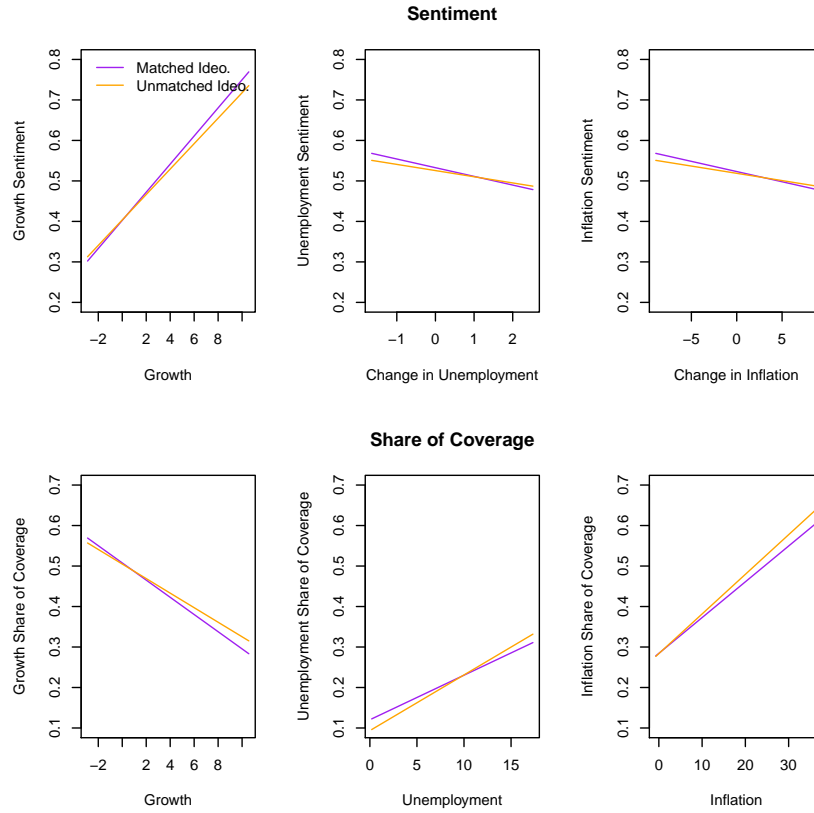 Sentiment
Matched Ideo.
Unmatched Ideo.
Growth Sentiment
0.2 0.3 0.4 0.5 0.6 0.7 0.8
−2 2 4 6 8
Growth
Unemployment Sentiment
0.2 0.3 0.4 0.5 0.6 0.7 0.8
−1 0 1 2
Change in Unemployment
Inflation Sentiment
0.2 0.3 0.4 0.5 0.6 0.7 0.8
−5 0 5
Change in Inflation
Share of Coverage
Growth Share of Coverage
0.1 0.2 0.3 0.4 0.5 0.6 0.7
−2 2 4 6 8
Growth
Unemployment Share of Coverage
0.1 0.2 0.3 0.4 0.5 0.6 0.7
0 5 10 15
Unemployment
Inflation Share of Coverage
0.1 0.2 0.3 0.4 0.5 0.6 0.7
0 10 20 30
Inflation